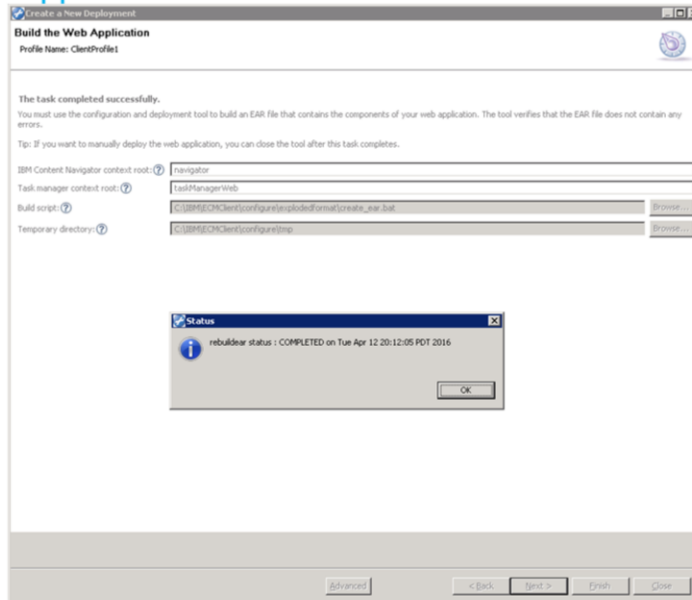 Create a New Deployment
Build the Web Application
Profile Name: ClientProfile1
The task completed successfully.
You must use the configuration and deployment tool to build an EAR file that contains the components of your web application. The tool verifies that the EAR file does not contain any
errors.
Tip: If you want to manually deploy the web application, you can close the tool after this task completes.
IBM Content Navigator context root: navigator
Task manager context root: taskManagerWeb
Build script: C:\IBM\ECMClient\configure\explodedformat\create_ear.bat Browse...
Temporary directory: C:\IBM\ECMClient\configure\tmp Browse...
Status
rebuildear status : COMPLETED on Tue Apr 12 20:12:05 PDT 2016
OK
Advanced < Back Next > Finish Close